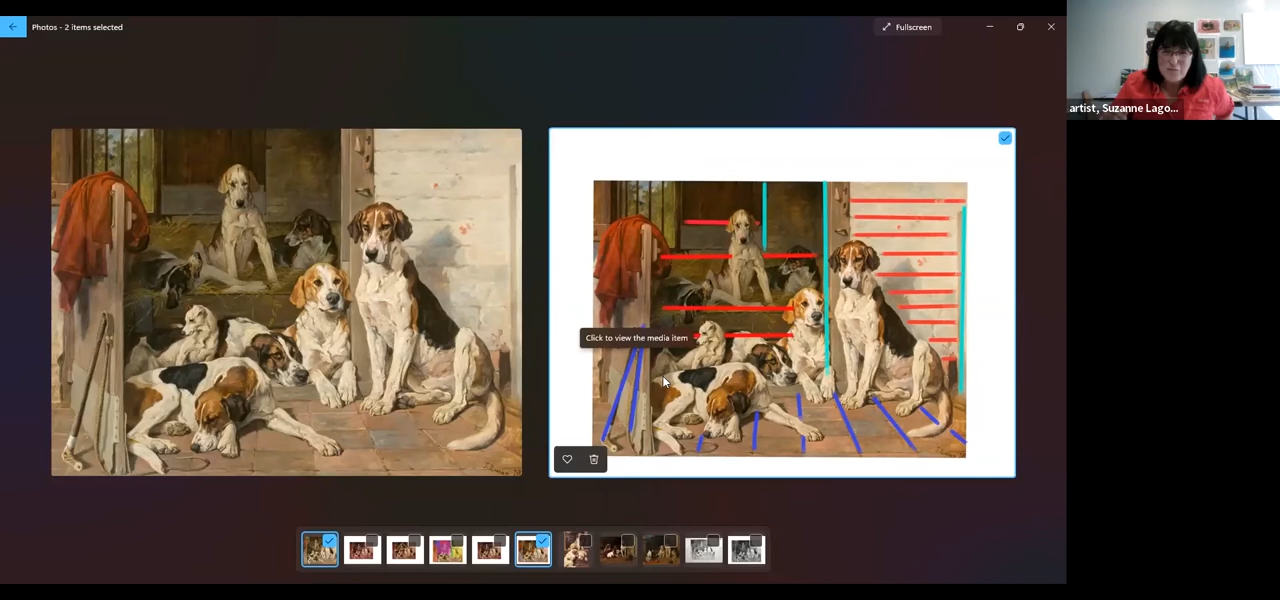 Photos - 2 items selected
Fullscreen
artist, Suzanne Lago...
Click to view the media item